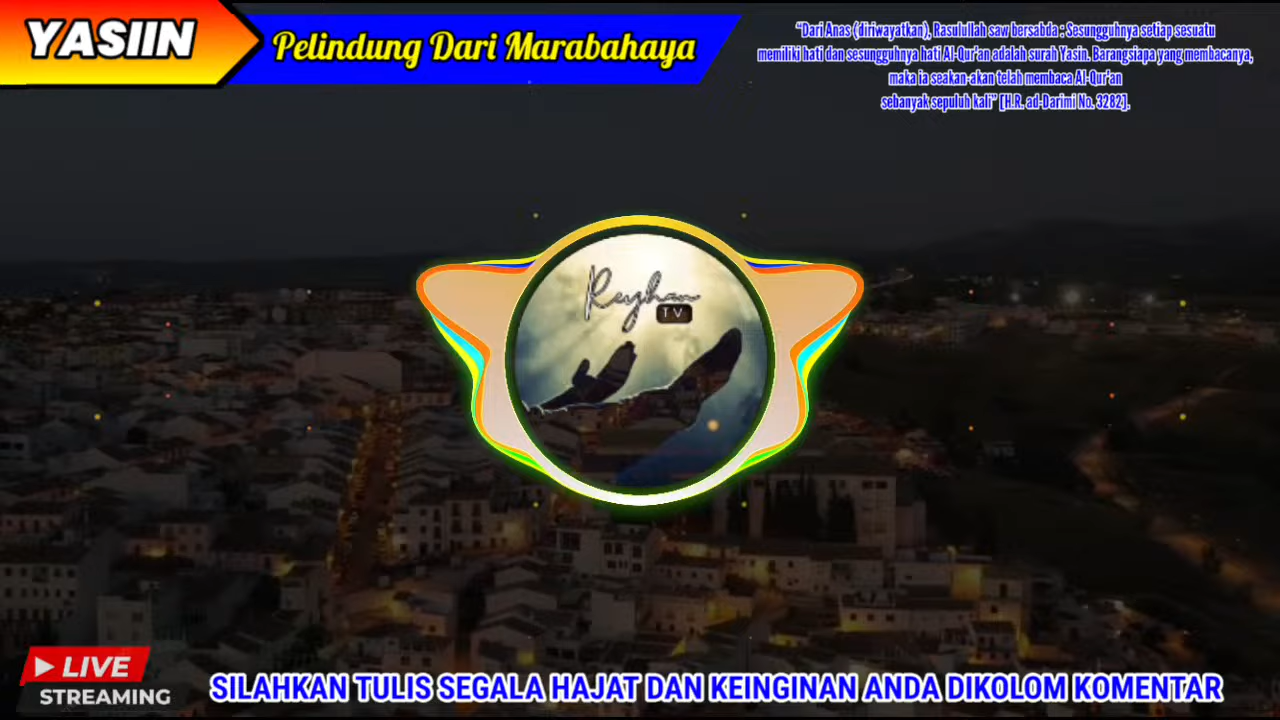 YASIIN
Pelindung Dari Marabahaya
“Dari Anas (diriwayatkan), Rasulullah saw bersabda : Sesungguhnya setiap sesuatu
memiliki hati dan sesungguhnya hati Al-Qur'an adalah surah Yasin. Barangsiapa yang membacanya,
maka ia seakan-akan telah membaca Al-Qur'an
sebanyak sepuluh kali” [H.R. ad-Darimi No. 3282].
Reyhan
TV
LIVE
STREAMING
SILAHKAN TULIS SEGALA HAJAT DAN KEINGINAN ANDA DIKOLOM KOMENTAR